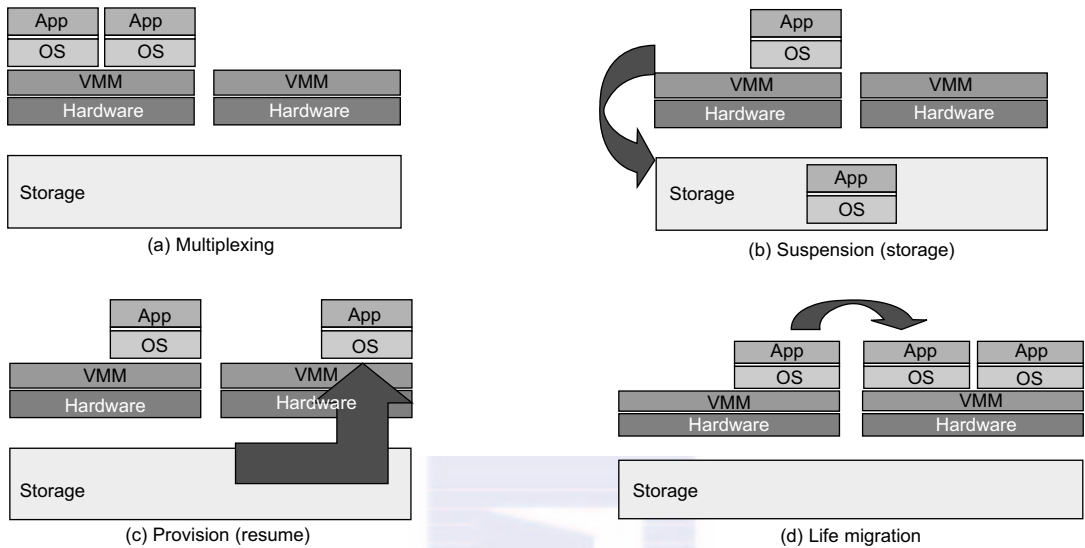 App App
OS OS
VMM VMM
Hardware Hardware
Storage
(a) Multiplexing
App
OS
VMM VMM
Hardware Hardware
Storage
App
OS
(b) Suspension (storage)
App App
OS OS
VMM VMM
Hardware Hardware
Storage
(c) Provision (resume)
App App App
OS OS OS
VMM VMM
Hardware Hardware
Storage
(d) Life migration